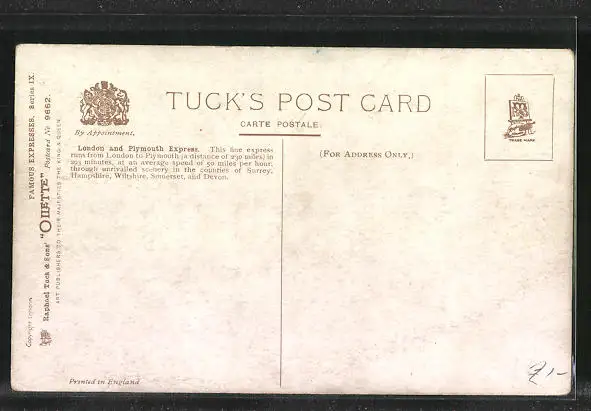 TUCK'S POST CARD
CARTE POSTALE.
By Appointment.
London and Plymouth Express. This fine express
runs from London to Plymouth (a distance of 230 miles) in
293 minutes, at an average speed of 50 miles per hour,
through unrivalled scenery in the counties of Surrey,
Hampshire, Wiltshire, Somerset, and Devon.
(FOR ADDRESS ONLY.)
TRADE MARK
FAMOUS EXPRESSES. Series IX.
Raphael Tuck & Sons' "OILETTE" Postcard No 9662.
ART PUBLISHERS TO THEIR MAJESTIES THE KING & QUEEN.
Copyright London
Printed in England